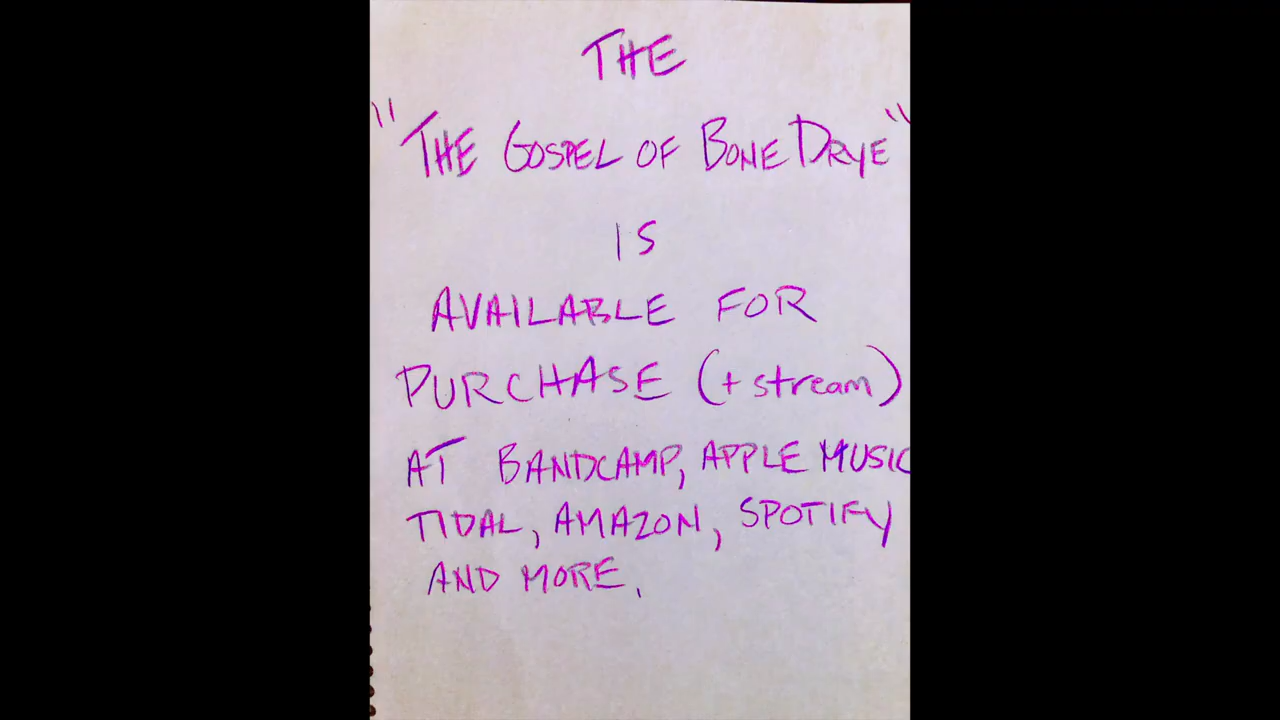 THE
"THE GOSPEL OF BONE DRYE"
IS
AVAILABLE FOR
PURCHASE (+ stream)
AT BANDCAMP, APPLE MUSIC
TIDAL, AMAZON, SPOTIFY
AND MORE.